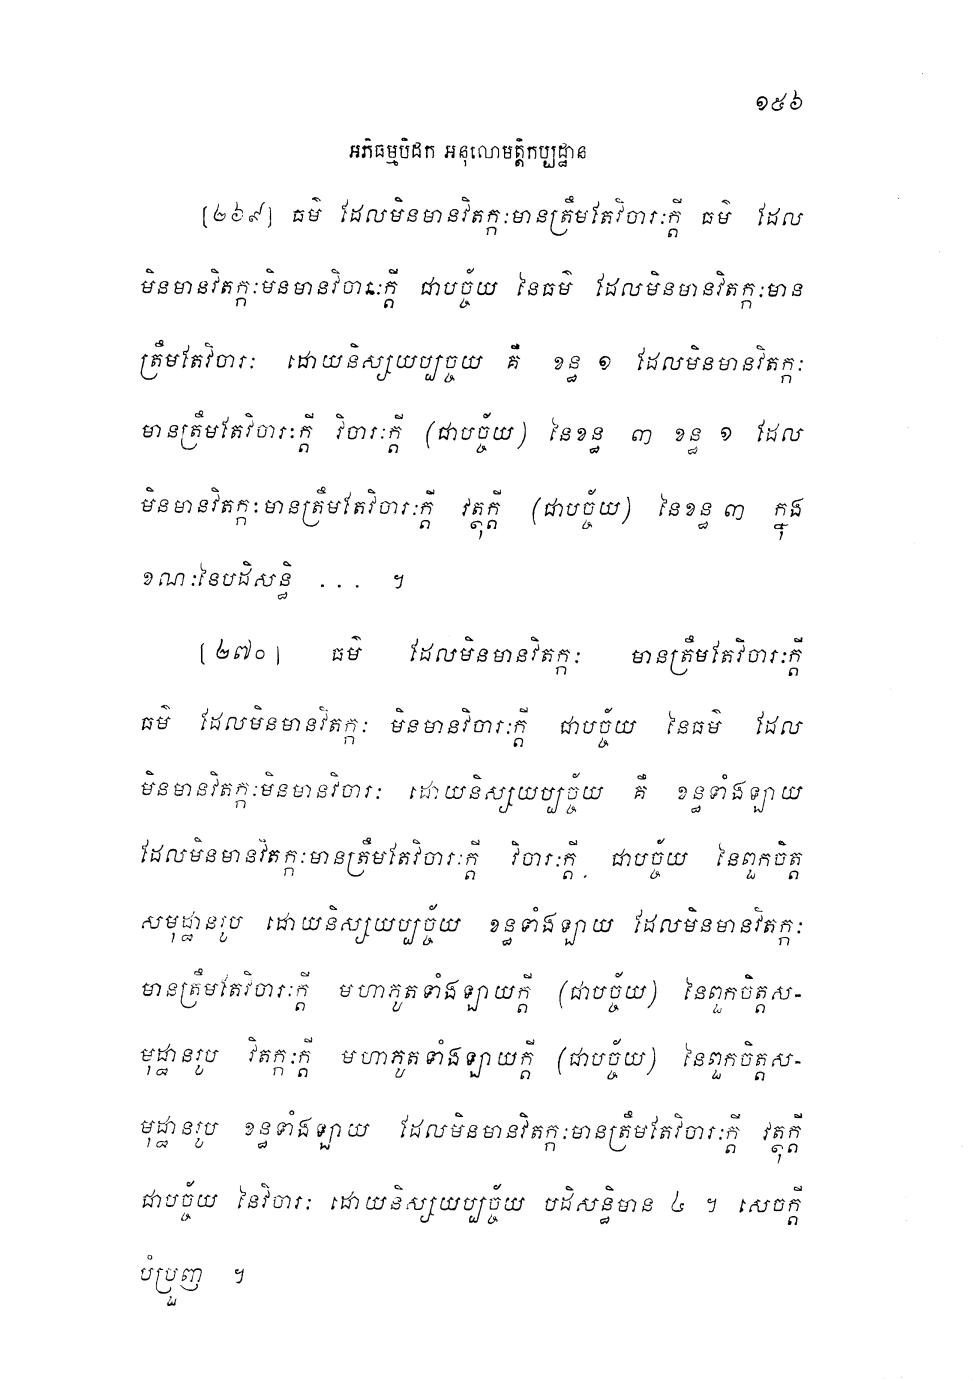 ១៥៦
អភិធម្មបិដក អនុលោមត្តិកប្បដ្ឋាន
[២៦៩] ធម៌ ដែលមិនមានវិតក្កៈមានត្រឹមតែវិចារៈក្ដី ធម៌ ដែល
មិនមានវិតក្កៈមិនមានវិចារៈក្ដី ជាបច្ច័យ នៃធម៌ ដែលមិនមានវិតក្កៈមាន
ត្រឹមតែវិចារៈ ដោយនិស្សយប្បច្ចយ គឺ ខន្ធ ១ ដែលមិនមានវិតក្កៈ
មានត្រឹមតែវិចារៈក្ដី វិចារៈក្ដី (ជាបច្ច័យ) នៃខន្ធ ៣ ខន្ធ ១ ដែល
មិនមានវិតក្កៈមានត្រឹមតែវិចារៈក្ដី វត្ថុក្ដី (ជាបច្ច័យ) នៃខន្ធ ៣ ក្នុង
ខណៈនៃបដិសន្ធិ ... ។
[២៧០] ធម៌ ដែលមិនមានវិតក្កៈ មានត្រឹមតែវិចារៈក្ដី
ធម៌ ដែលមិនមានវិតក្កៈ មិនមានវិចារៈក្ដី ជាបច្ច័យ នៃធម៌ ដែល
មិនមានវិតក្កៈមិនមានវិចារៈ ដោយនិស្សយប្បច្ច័យ គឺ ខន្ធទាំងឡាយ
ដែលមិនមានវិតក្កៈមានត្រឹមតែវិចារៈក្ដី វិចារៈក្ដី ជាបច្ច័យ នៃពួកចិត្ត
សមុដ្ឋានរូប ដោយនិស្សយប្បច្ច័យ ខន្ធទាំងឡាយ ដែលមិនមានវិតក្កៈ
មានត្រឹមតែវិចារៈក្ដី មហាភូតទាំងឡាយក្ដី (ជាបច្ច័យ) នៃពួកចិត្តស-
មុដ្ឋានរូប វិតក្កៈក្ដី មហាភូតទាំងឡាយក្ដី (ជាបច្ច័យ) នៃពួកចិត្តស-
មុដ្ឋានរូប ខន្ធទាំងឡាយ ដែលមិនមានវិតក្កៈមានត្រឹមតែវិចារៈក្ដី វត្ថុក្ដី
ជាបច្ច័យ នៃវិចារៈ ដោយនិស្សយប្បច្ច័យ បដិសន្ធិមាន ៤ ។ សេចក្ដី
បំប្រួញ ។